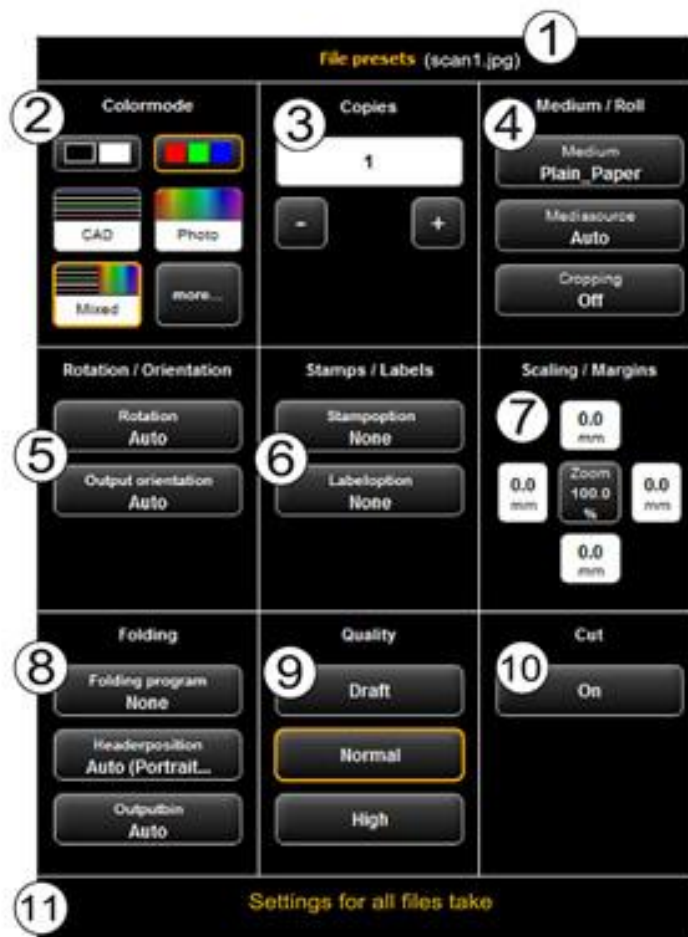 1
File presets (scan1.jpg)
2
Colormode
CAD
Photo
Mixed
more...
3
Copies
1
-
+
4
Medium / Roll
Medium
Plain_Paper
Mediasource
Auto
Cropping
Off
5
Rotation / Orientation
Rotation
Auto
Output orientation
Auto
6
Stamps / Labels
Stampoption
None
Labeloption
None
7
Scaling / Margins
0.0
mm
0.0
mm
Zoom
100.0
%
0.0
mm
0.0
mm
8
Folding
Folding program
None
Headerposition
Auto (Portrait...
Outputbin
Auto
9
Quality
Draft
Normal
High
10
Cut
On
11
Settings for all files take